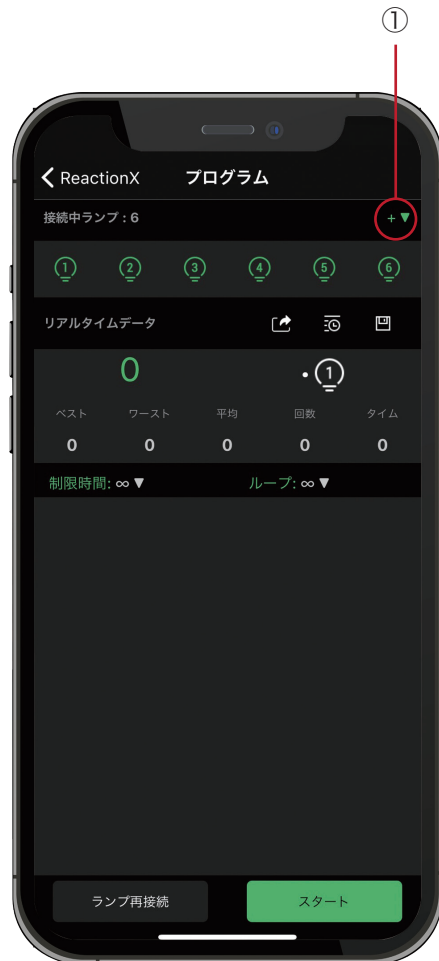 ①
ReactionX プログラム
接続中ランプ : 6 +▼
1 2 3 4 5 6
リアルタイムデータ
0 1
ベスト ワースト 平均 回数 タイム
0 0 0 0 0
制限時間: ∞ ▼ ループ: ∞ ▼
ランプ再接続 スタート